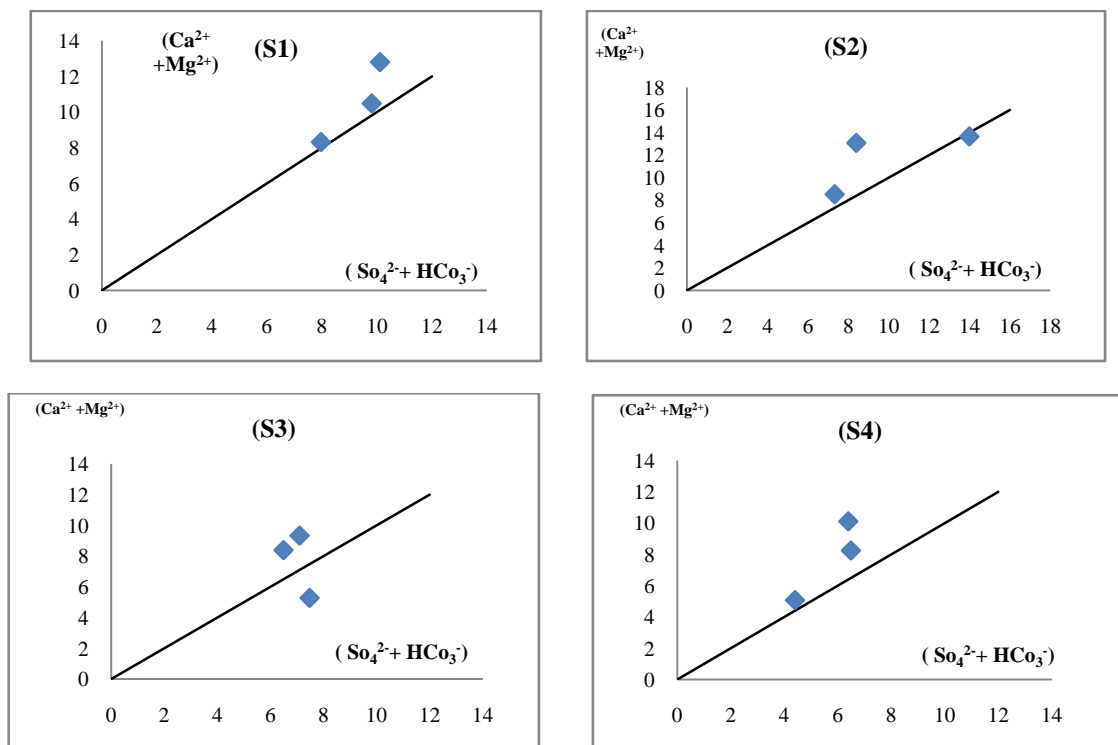 (Ca²⁺
+Mg²⁺)
(S1)
14
12
10
8
6
4
2
0
( So₄²⁻+ HCo₃⁻)
0 2 4 6 8 10 12 14
(Ca²⁺
+Mg²⁺)
(S2)
18
16
14
12
10
8
6
4
2
0
( So₄²⁻+ HCo₃⁻)
0 2 4 6 8 10 12 14 16 18
(Ca²⁺ +Mg²⁺)
(S3)
14
12
10
8
6
4
2
0
( So₄²⁻+ HCo₃⁻)
0 2 4 6 8 10 12 14
(Ca²⁺ +Mg²⁺)
(S4)
14
12
10
8
6
4
2
0
( So₄²⁻+ HCo₃⁻)
0 2 4 6 8 10 12 14